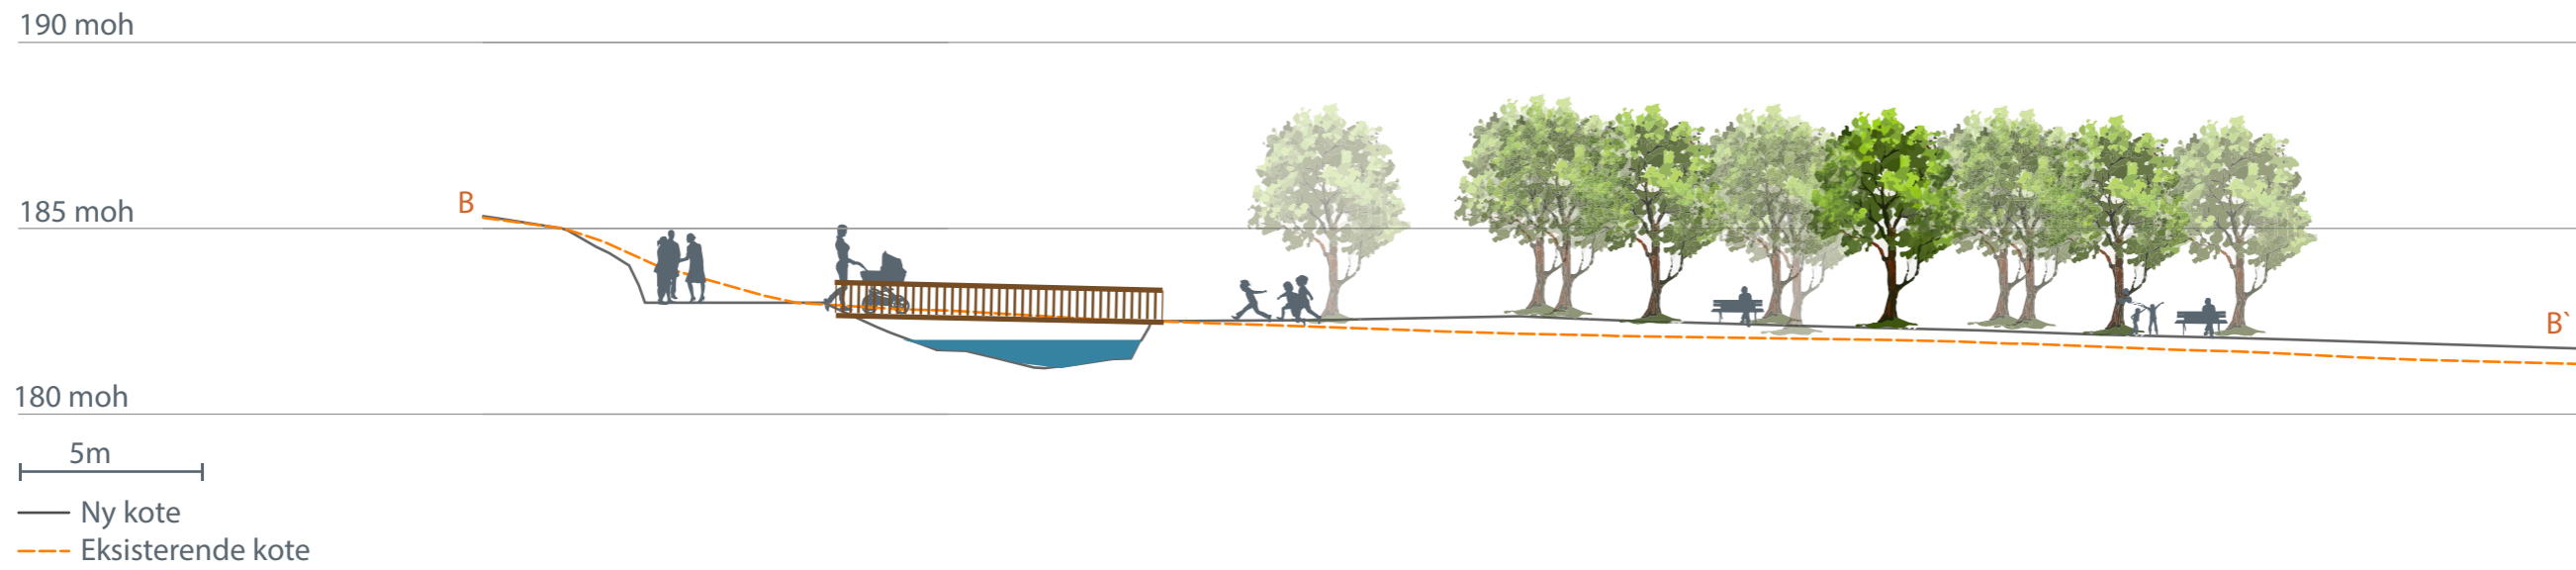 190 moh
B
185 moh
B`
180 moh
5m
Ny kote
Eksisterende kote